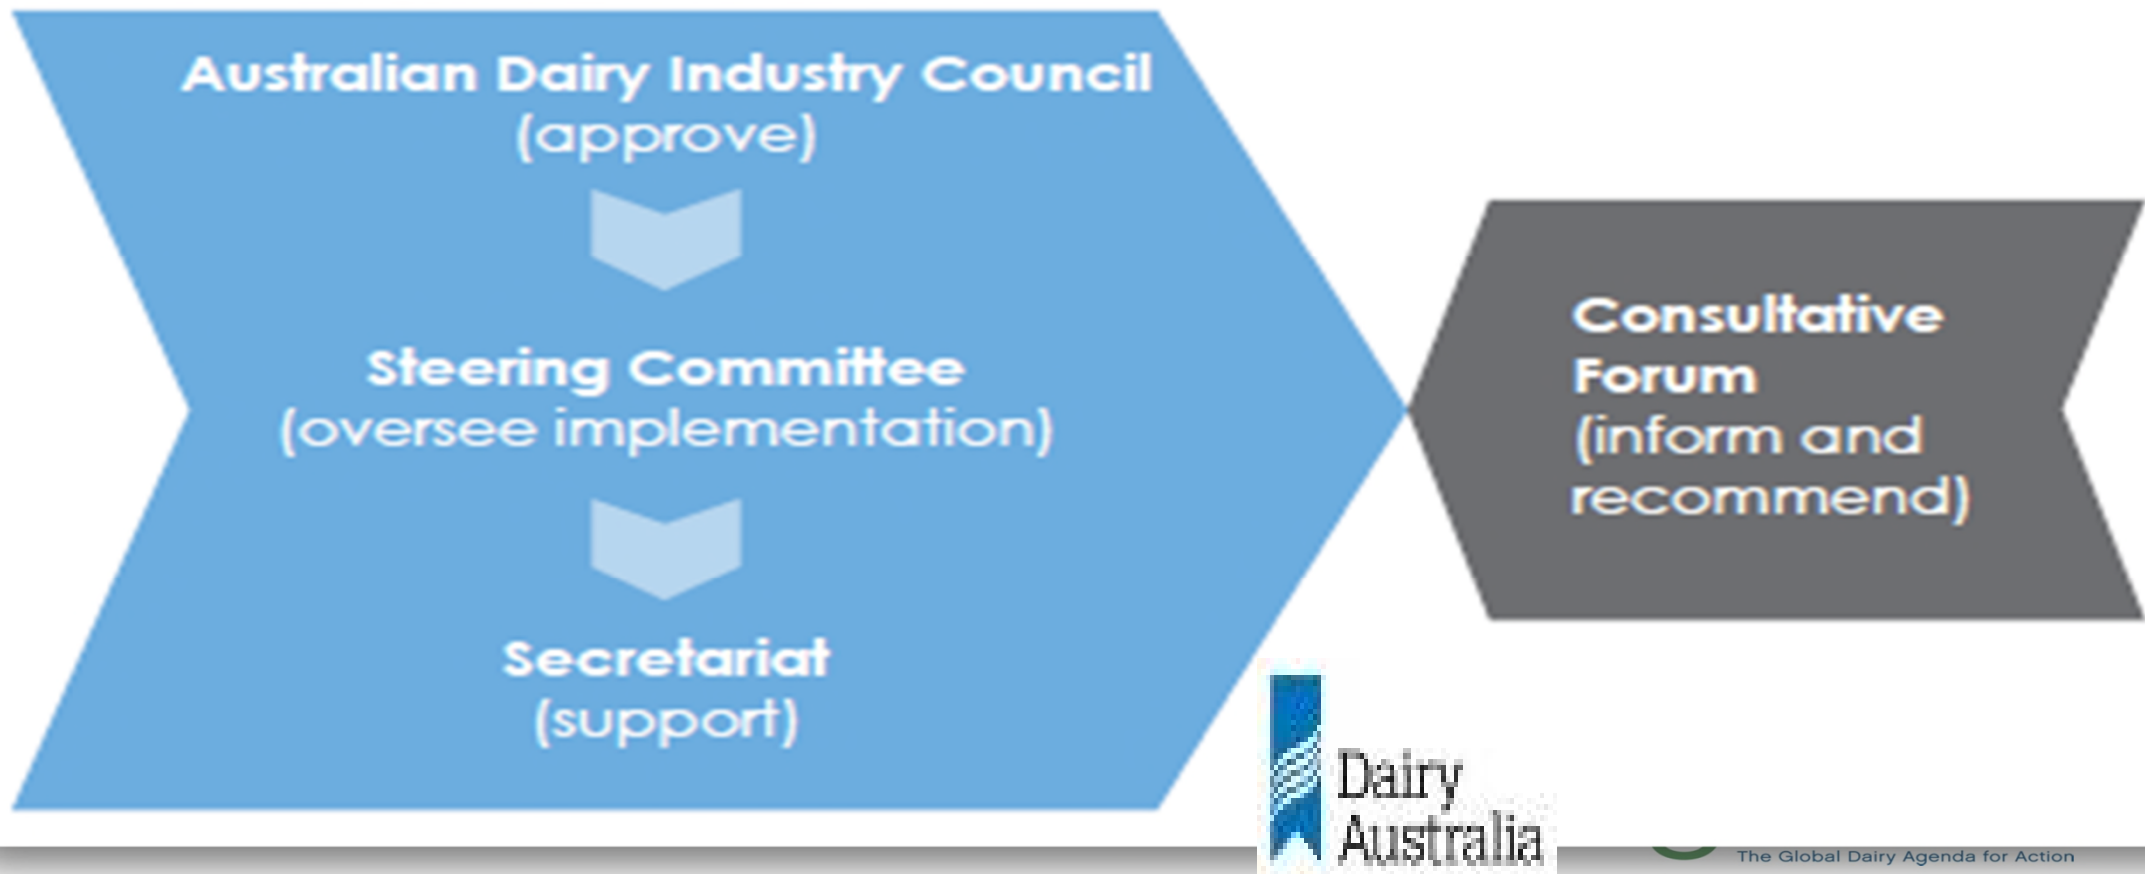 Australian Dairy Industry Council
(approve)
Steering Committee
(oversee implementation)
Secretariat
(support)
Consultative
Forum
(inform and
recommend)
Dairy
Australia
The Global Dairy Agenda for Action